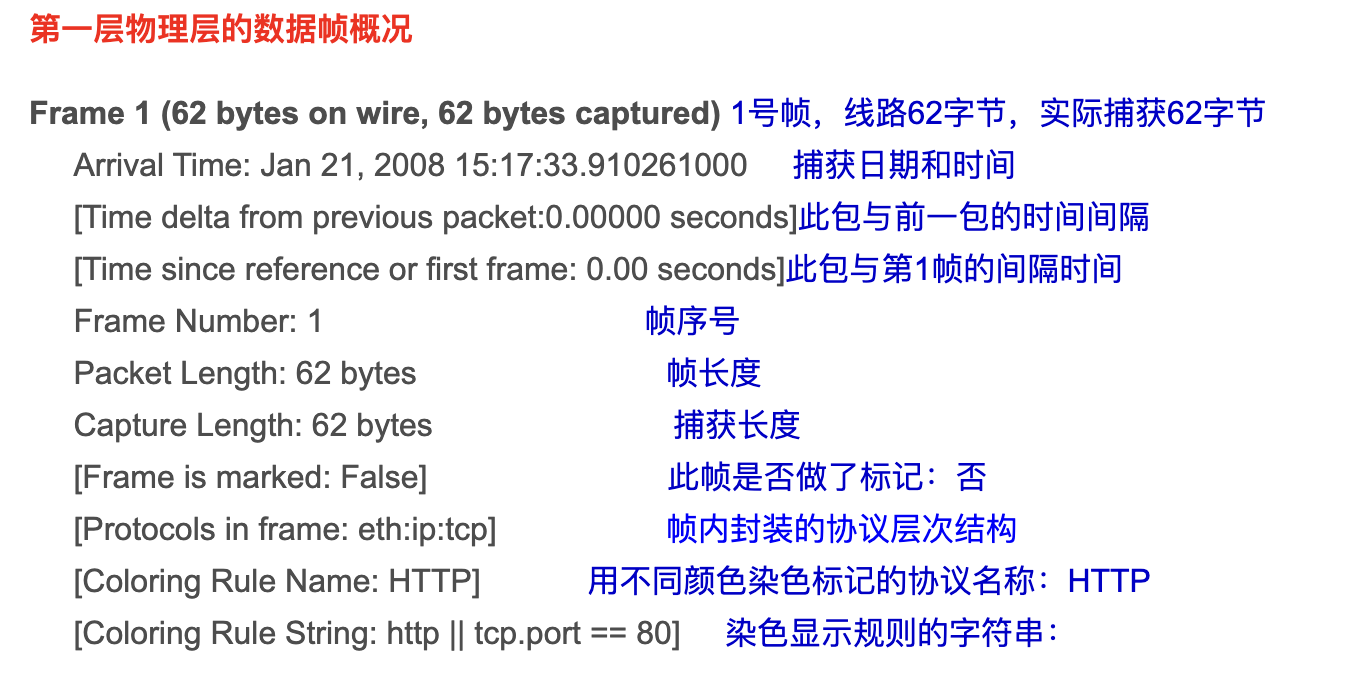 第一层物理层的数据帧概况
Frame 1 (62 bytes on wire, 62 bytes captured) 1号帧，线路62字节，实际捕获62字节
Arrival Time: Jan 21, 2008 15:17:33.910261000 捕获日期和时间
[Time delta from previous packet:0.00000 seconds]此包与前一包的时间间隔
[Time since reference or first frame: 0.00 seconds]此包与第1帧的间隔时间
Frame Number: 1 帧序号
Packet Length: 62 bytes 帧长度
Capture Length: 62 bytes 捕获长度
[Frame is marked: False] 此帧是否做了标记：否
[Protocols in frame: eth:ip:tcp] 帧内封装的协议层次结构
[Coloring Rule Name: HTTP] 用不同颜色染色标记的协议名称：HTTP
[Coloring Rule String: http || tcp.port == 80] 染色显示规则的字符串：